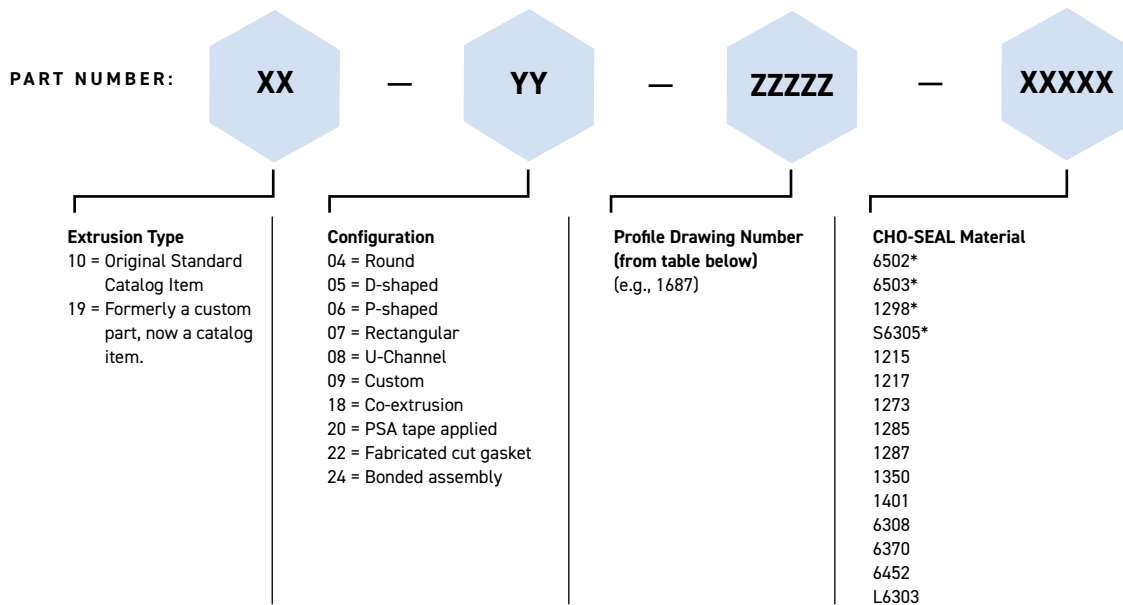 PART NUMBER:
XX — YY — ZZZZZ — XXXXX
Extrusion Type
10 = Original Standard
Catalog Item
19 = Formerly a custom
part, now a catalog
item.
Configuration
04 = Round
05 = D-shaped
06 = P-shaped
07 = Rectangular
08 = U-Channel
09 = Custom
18 = Co-extrusion
20 = PSA tape applied
22 = Fabricated cut gasket
24 = Bonded assembly
Profile Drawing Number
(from table below)
(e.g., 1687)
CHO-SEAL Material
6502*
6503*
1298*
S6305*
1215
1217
1273
1285
1287
1350
1401
6308
6370
6452
L6303